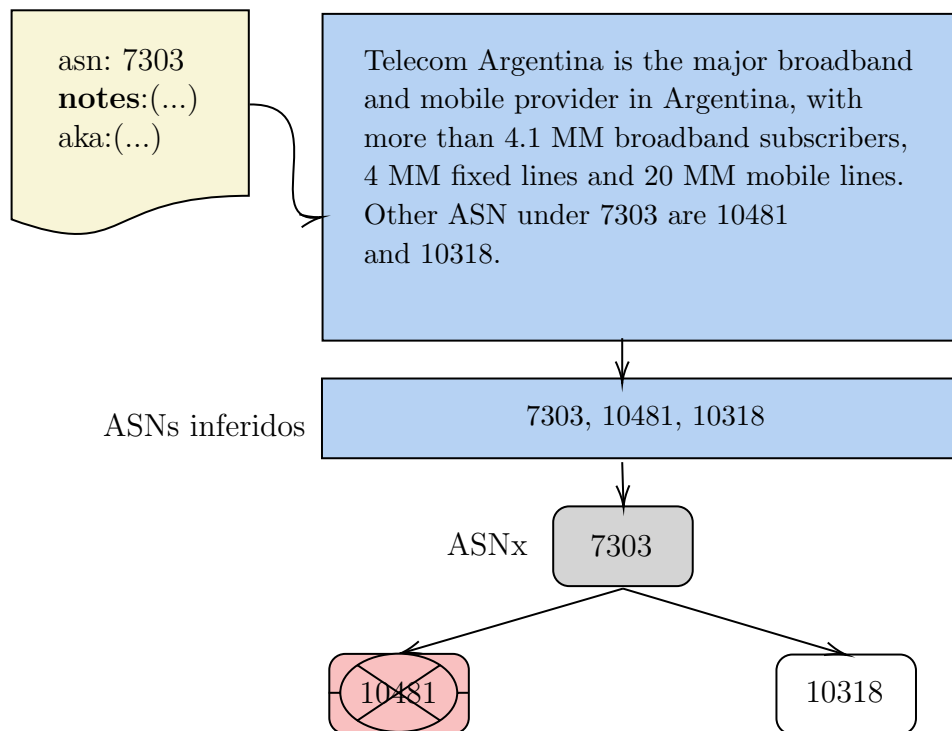 asn: 7303
notes:(...)
aka:(...)
Telecom Argentina is the major broadband
and mobile provider in Argentina, with
more than 4.1 MM broadband subscribers,
4 MM fixed lines and 20 MM mobile lines.
Other ASN under 7303 are 10481
and 10318.
ASNs inferidos
7303, 10481, 10318
ASNx
7303
10481
10318